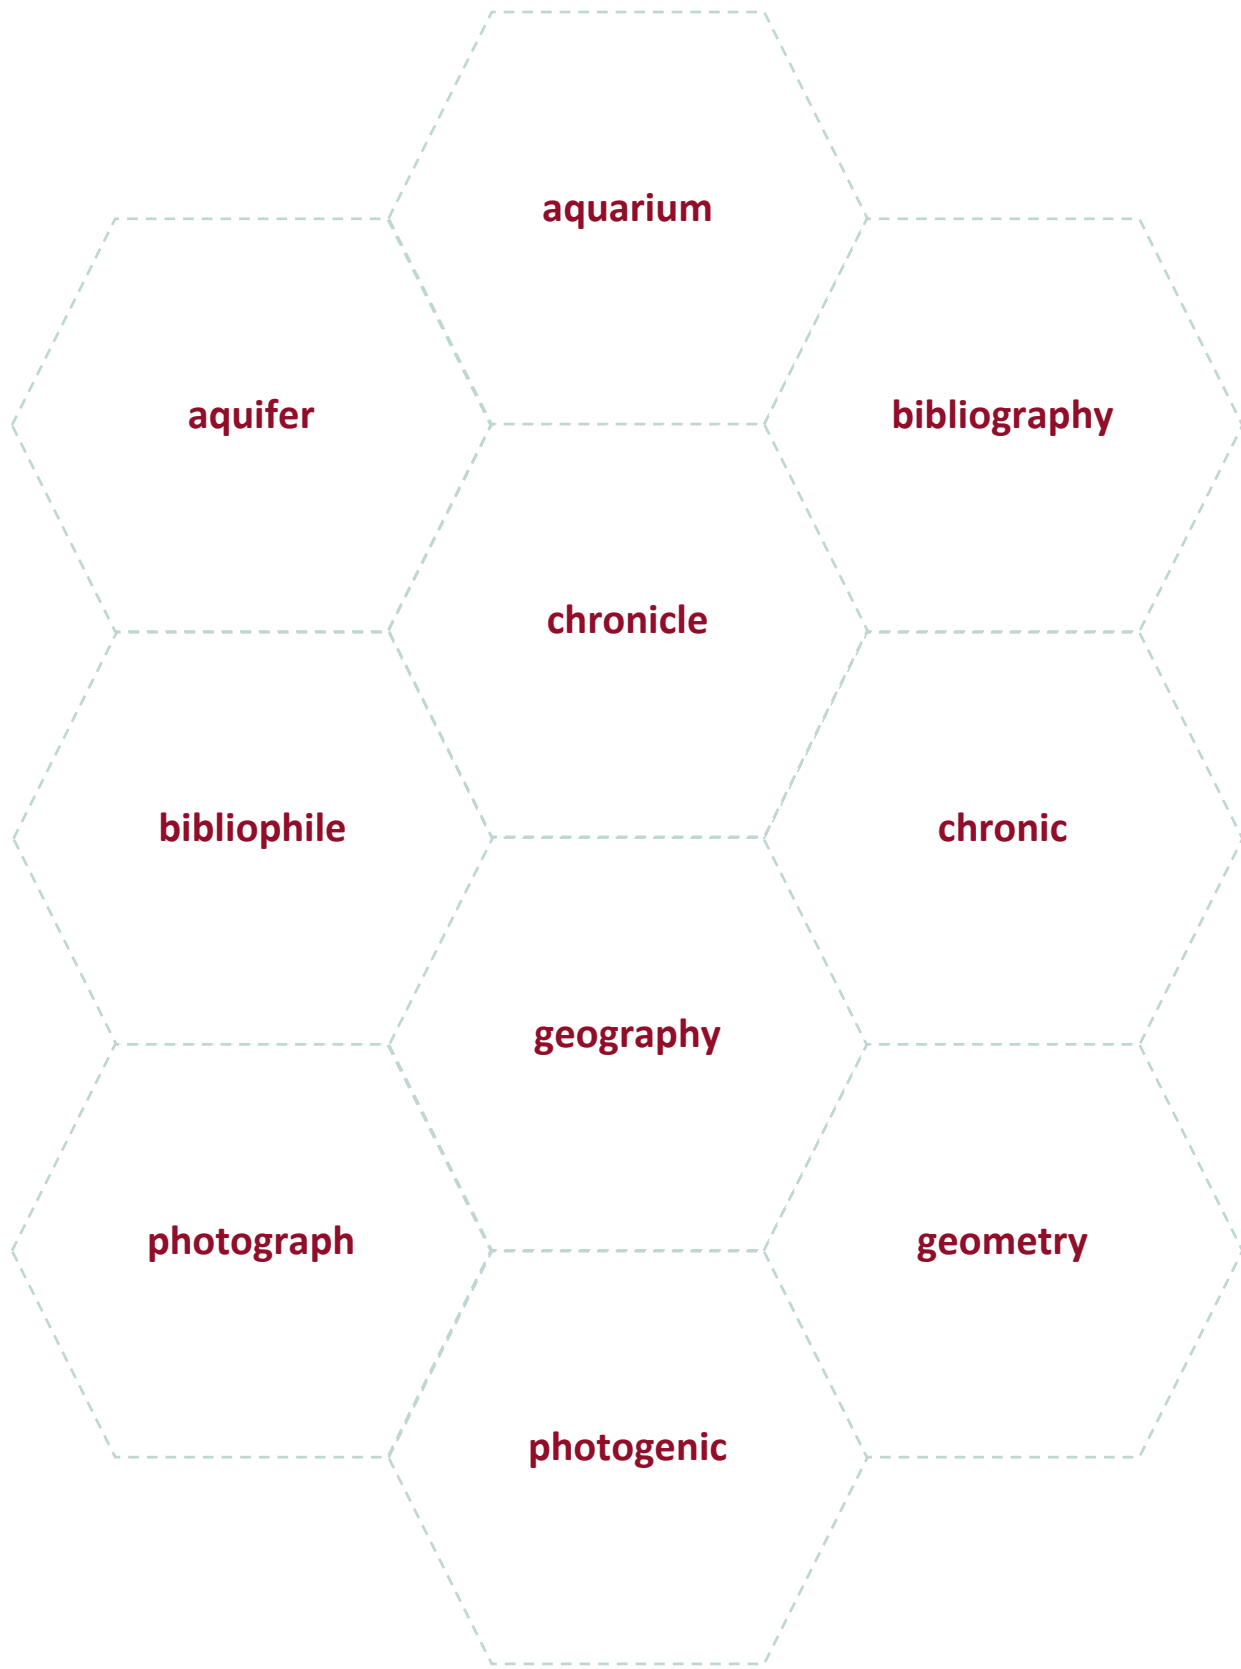 aquarium
aquifer
bibliography
chronicle
bibliophile
chronic
geography
photograph
geometry
photogenic